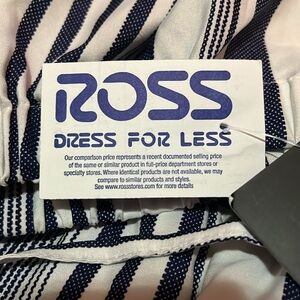 ROSS
DRESS FOR LESS®
Our comparison price represents a recent documented selling price
of the same or similar product in full-price department stores or
specialty stores. Where identical products are not available, we may
compare to similar products and styles.
See www.rossstores.com for more details